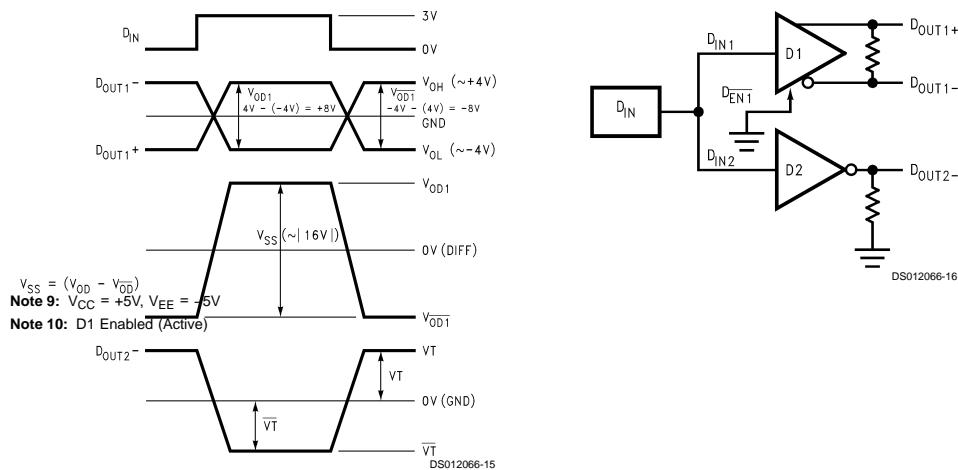 D_IN
3V
0V
D_OUT1−
V_OH (∼+4V)
V_OD1
4V − (−4V) = +8V
V_OD1̅
−4V − (4V) = −8V
GND
D_OUT1+
V_OL (∼−4V)
V_OD1
V_SS (∼| 16V |)
0V (DIFF)
V_SS = (V_OD − V_OD̅)
Note 9: V_CC = +5V, V_EE = −5V
Note 10: D1 Enabled (Active)
V_OD1̅
D_OUT2−
VT
VT
0V (GND)
V̅T̅
V̅T̅
DS012066-15
D_IN
D_IN1
D1
D_EN1̅
D_OUT1+
D_OUT1−
D_IN2
D2
D_OUT2−
DS012066-16